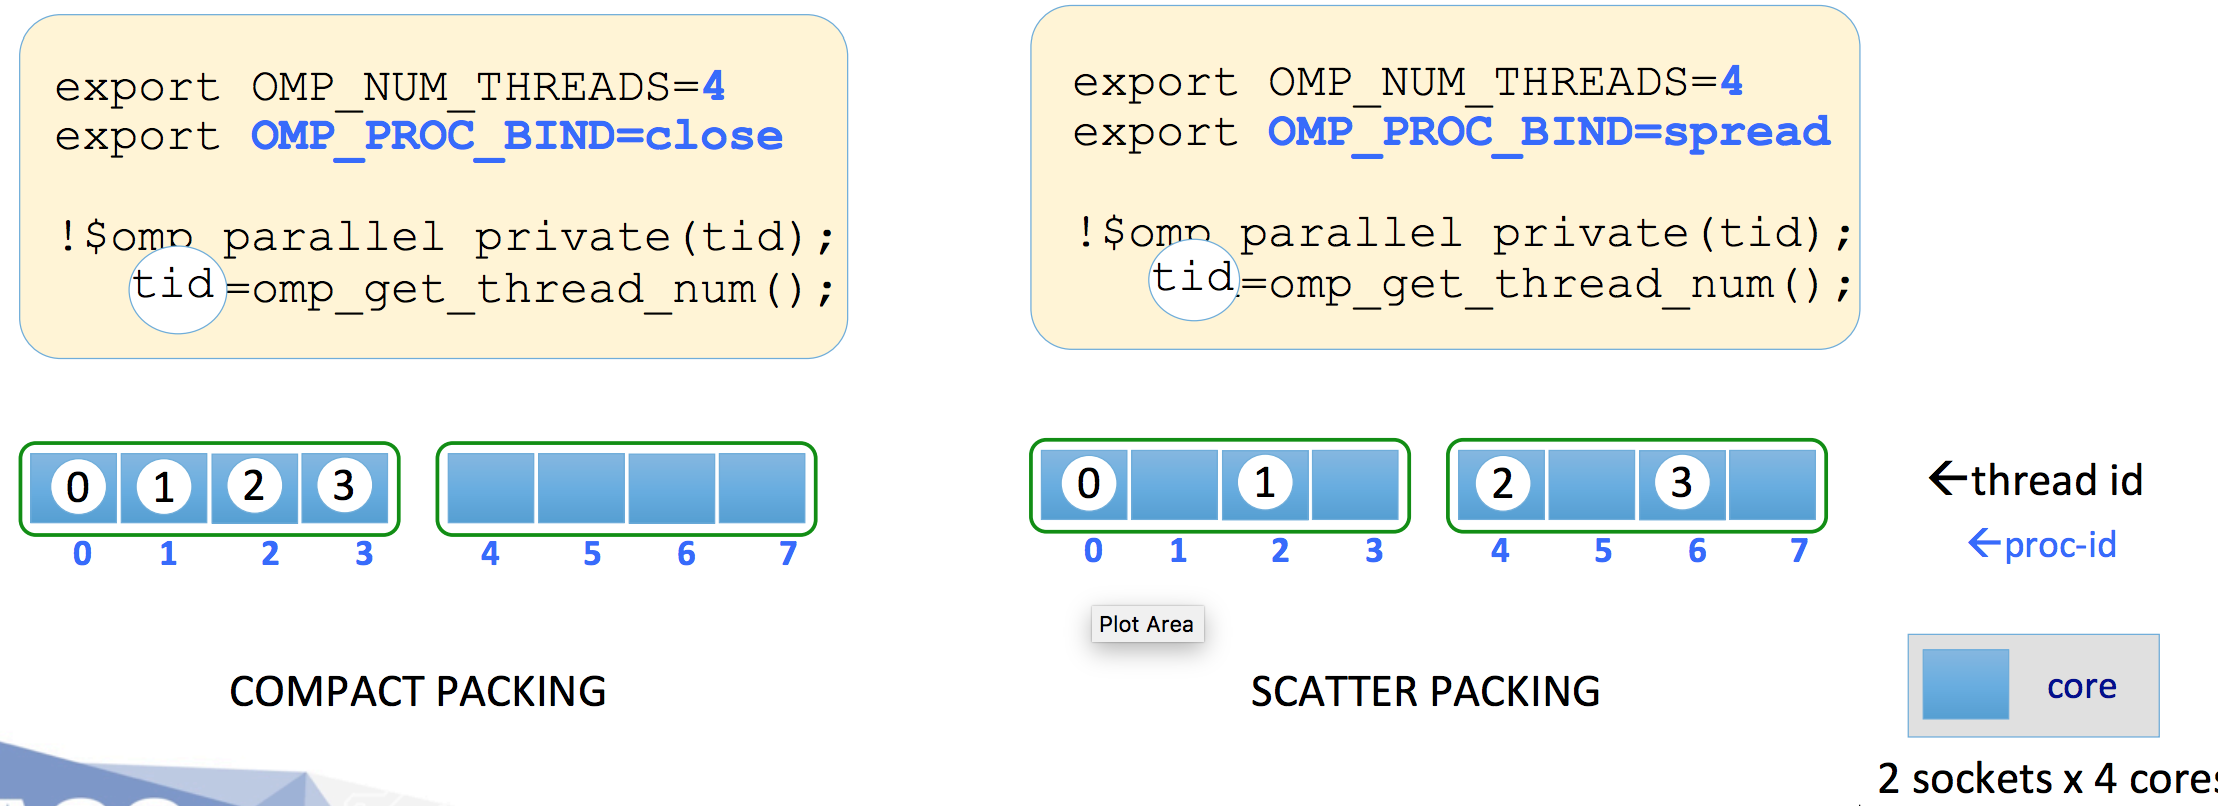 export OMP_NUM_THREADS=4
export OMP_PROC_BIND=close
!$omp parallel private(tid);
tid=omp_get_thread_num();
0 1 2 3
0 1 2 3 4 5 6 7
COMPACT PACKING
export OMP_NUM_THREADS=4
export OMP_PROC_BIND=spread
!$omp parallel private(tid);
tid=omp_get_thread_num();
0 1 2 3
0 1 2 3 4 5 6 7
Plot Area
SCATTER PACKING
←thread id
←proc-id
core
2 sockets x 4 cores